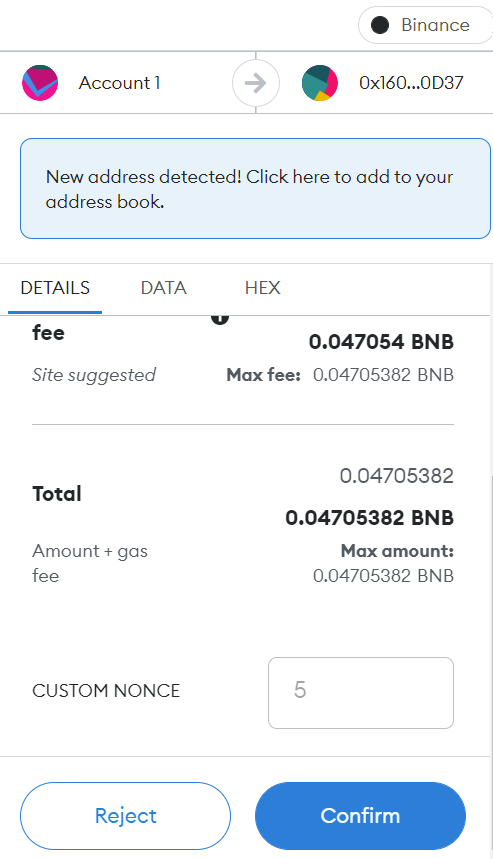 Binance
Account 1
0x160...0D37
New address detected! Click here to add to your
address book.
DETAILS DATA HEX
fee
0.047054 BNB
Site suggested
Max fee: 0.04705382 BNB
0.04705382
Total
0.04705382 BNB
Amount + gas
fee
Max amount:
0.04705382 BNB
CUSTOM NONCE
5
Reject
Confirm